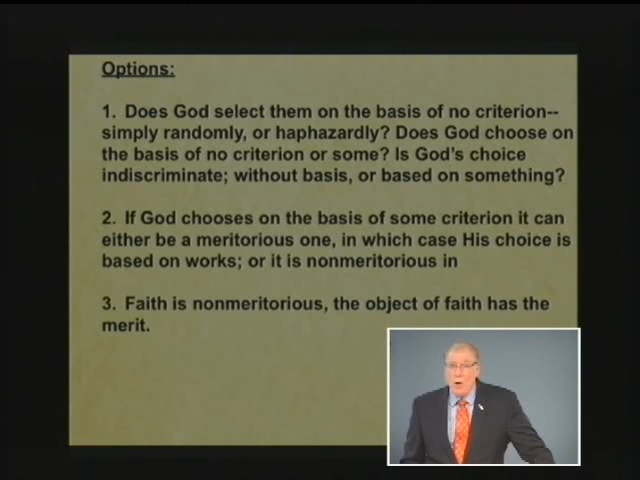 Options:
1. Does God select them on the basis of no criterion--
simply randomly, or haphazardly? Does God choose on
the basis of no criterion or some? Is God's choice
indiscriminate; without basis, or based on something?
2. If God chooses on the basis of some criterion it can
either be a meritorious one, in which case His choice is
based on works; or it is nonmeritorious in
3. Faith is nonmeritorious, the object of faith has the
merit.